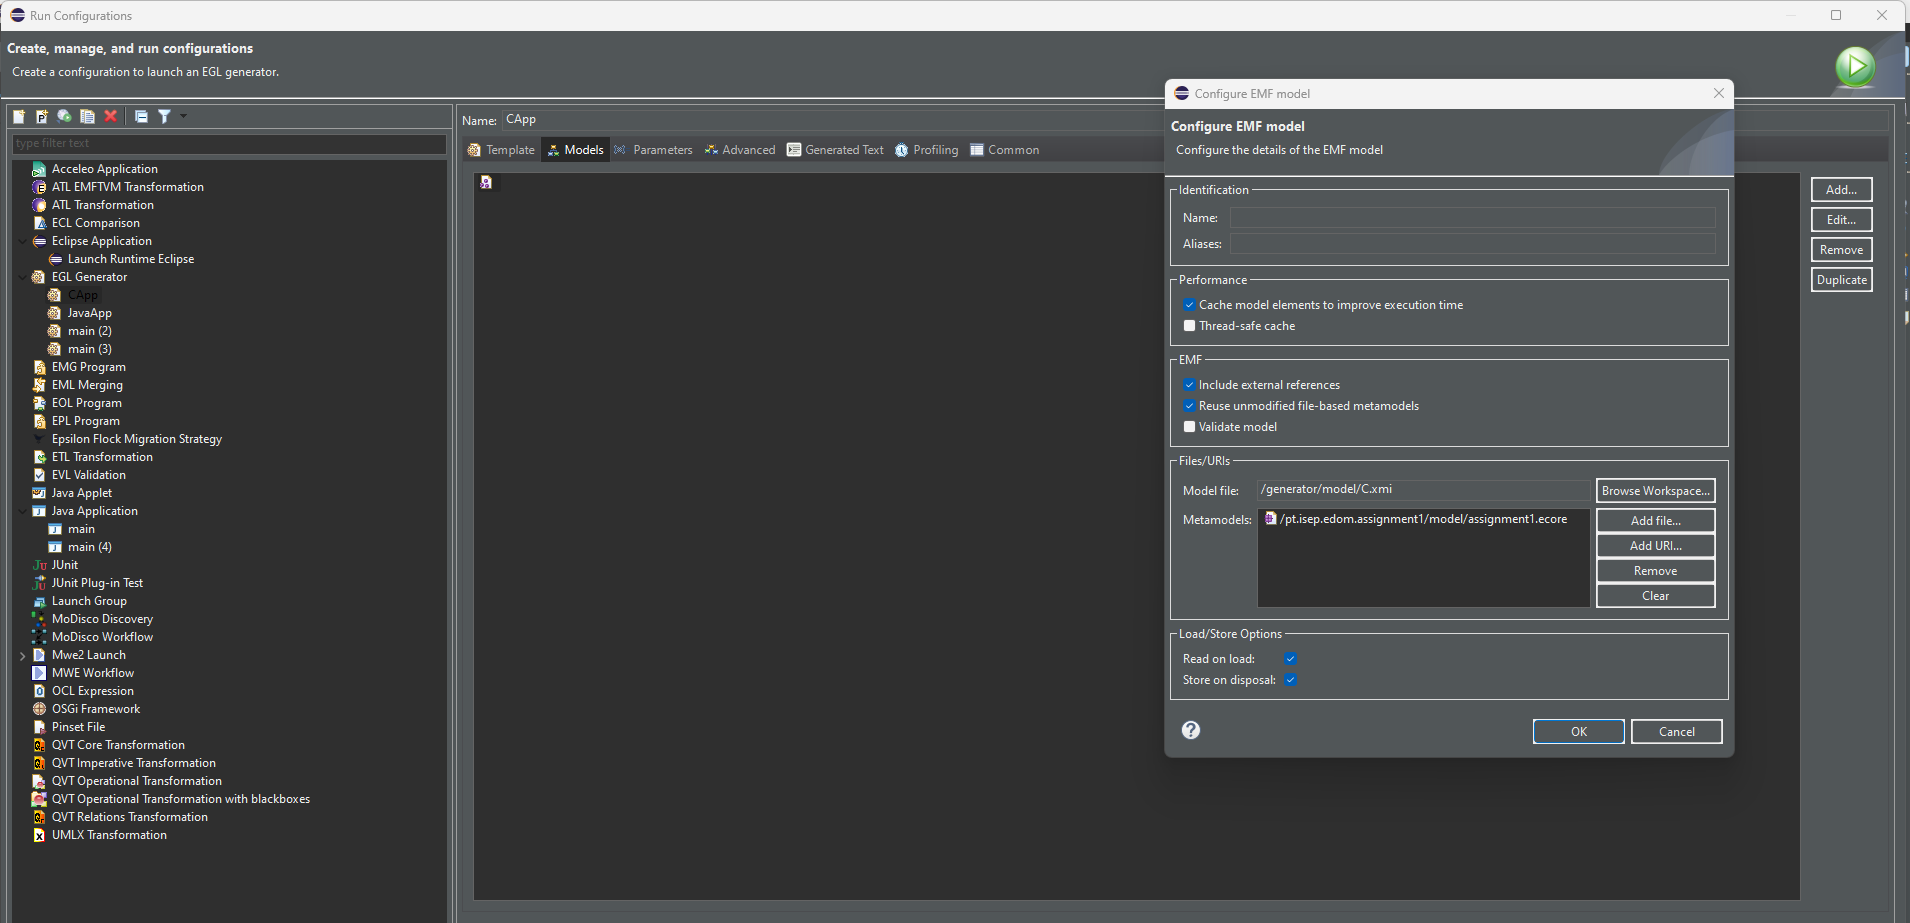 Run Configurations
Create, manage, and run configurations
Create a configuration to launch an EGL generator.
type filter text
Acceleo Application
ATL EMFTVM Transformation
ATL Transformation
ECL Comparison
Eclipse Application
Launch Runtime Eclipse
EGL Generator
CApp
JavaApp
main (2)
main (3)
EMG Program
EML Merging
EOL Program
EPL Program
Epsilon Flock Migration Strategy
ETL Transformation
EVL Validation
Java Applet
Java Application
main
main (4)
JUnit
JUnit Plug-in Test
Launch Group
MoDisco Discovery
MoDisco Workflow
Mwe2 Launch
MWE Workflow
OCL Expression
OSGi Framework
Pinset File
QVT Core Transformation
QVT Imperative Transformation
QVT Operational Transformation
QVT Operational Transformation with blackboxes
QVT Relations Transformation
UMLX Transformation
Name: CApp
Template Models Parameters Advanced Generated Text Profiling Common
Add...
Edit...
Remove
Duplicate
Configure EMF model
Configure EMF model
Configure the details of the EMF model
Identification
Name:
Aliases:
Performance
Cache model elements to improve execution time
Thread-safe cache
EMF
Include external references
Reuse unmodified file-based metamodels
Validate model
Files/URIs
Model file: /generator/model/C.xmi Browse Workspace...
Metamodels: /pt.isep.edom.assignment1/model/assignment1.ecore Add file...
Add URI...
Remove
Clear
Load/Store Options
Read on load:
Store on disposal:
OK Cancel